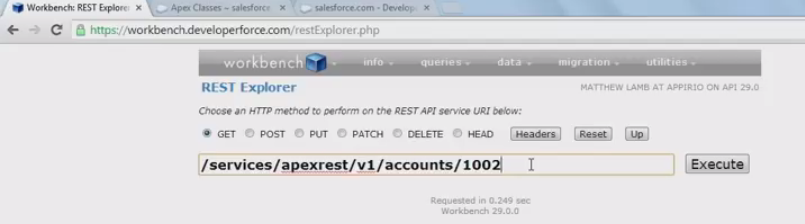 Workbench: REST Explorer
Apex Classes ~ salesforce
salesforce.com - Develope
https://workbench.developerforce.com/restExplorer.php
workbench info queries data migration utilities
REST Explorer
MATTHEW LAMB AT APPIRIO ON API 29.0
Choose an HTTP method to perform on the REST API service URI below:
GET POST PUT PATCH DELETE HEAD Headers Reset Up
/services/apexrest/v1/accounts/1002 Execute
Requested in 0.249 sec
Workbench 29.0.0